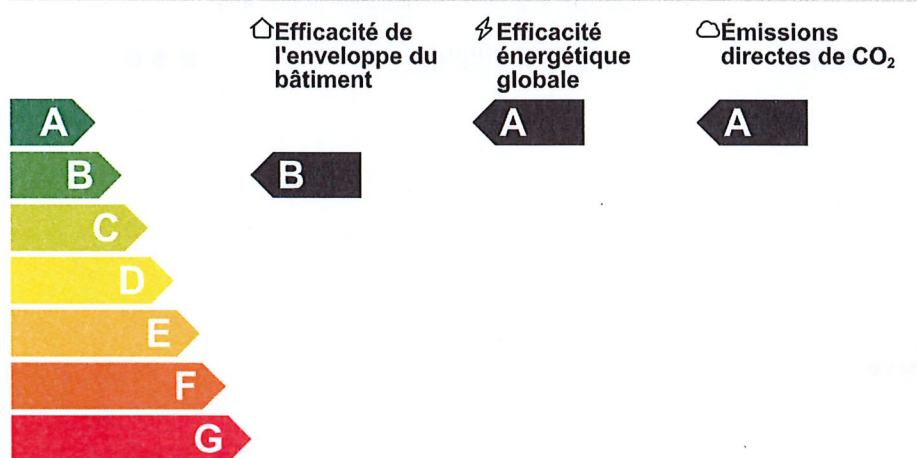 Efficacité de
l'enveloppe du
bâtiment
Efficacité
énergétique
globale
Émissions
directes de CO₂
A
A
A
B
B
C
D
E
F
G